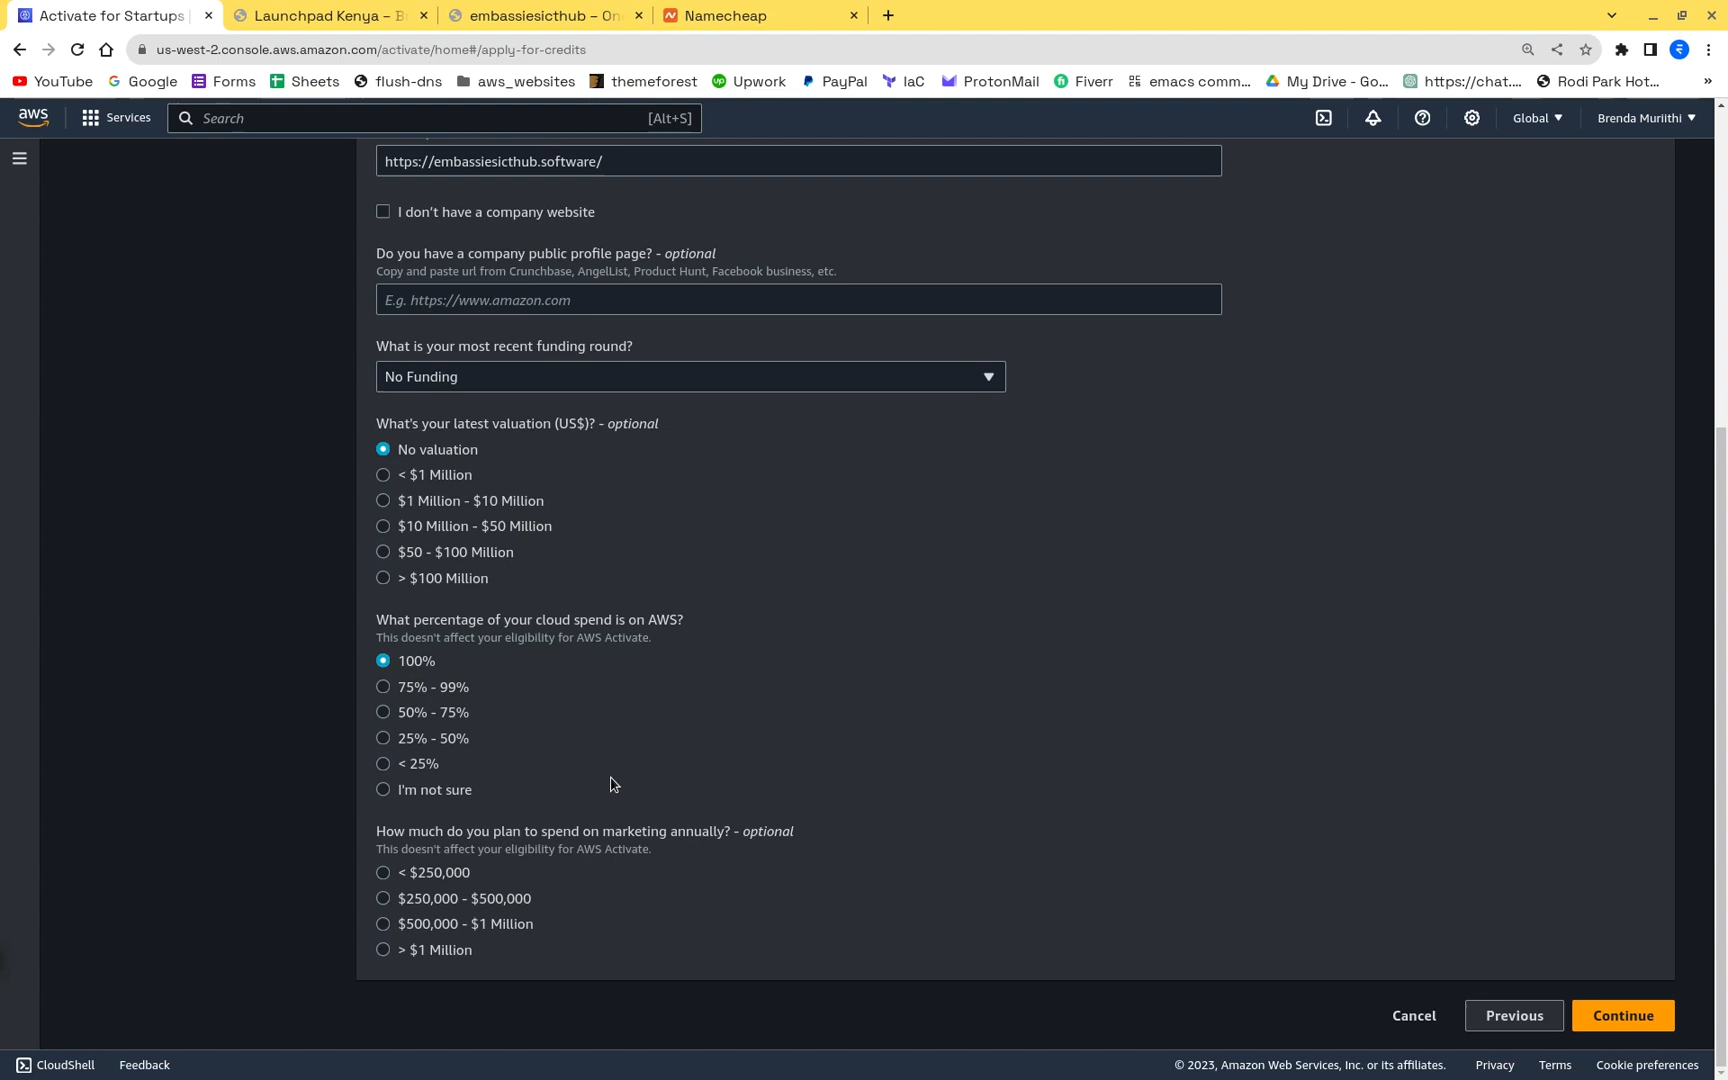 Activate for Startups
Launchpad Kenya – B
embassiesicthub – On
Namecheap
us-west-2.console.aws.amazon.com/activate/home#/apply-for-credits
YouTube Google Forms Sheets flush-dns aws_websites themeforest Upwork PayPal IaC ProtonMail Fiverr emacs comm... My Drive - Go... https://chat.... Rodi Park Hot... »
aws Services Search [Alt+S] Global Brenda Muriithi
https://embassiesicthub.software/
I don't have a company website
Do you have a company public profile page? - optional
Copy and paste url from Crunchbase, AngelList, Product Hunt, Facebook business, etc.
E.g. https://www.amazon.com
What is your most recent funding round?
No Funding
What's your latest valuation (US$)? - optional
No valuation
< $1 Million
$1 Million - $10 Million
$10 Million - $50 Million
$50 - $100 Million
> $100 Million
What percentage of your cloud spend is on AWS?
This doesn't affect your eligibility for AWS Activate.
100%
75% - 99%
50% - 75%
25% - 50%
< 25%
I'm not sure
How much do you plan to spend on marketing annually? - optional
This doesn't affect your eligibility for AWS Activate.
< $250,000
$250,000 - $500,000
$500,000 - $1 Million
> $1 Million
Cancel Previous Continue
CloudShell Feedback © 2023, Amazon Web Services, Inc. or its affiliates. Privacy Terms Cookie preferences